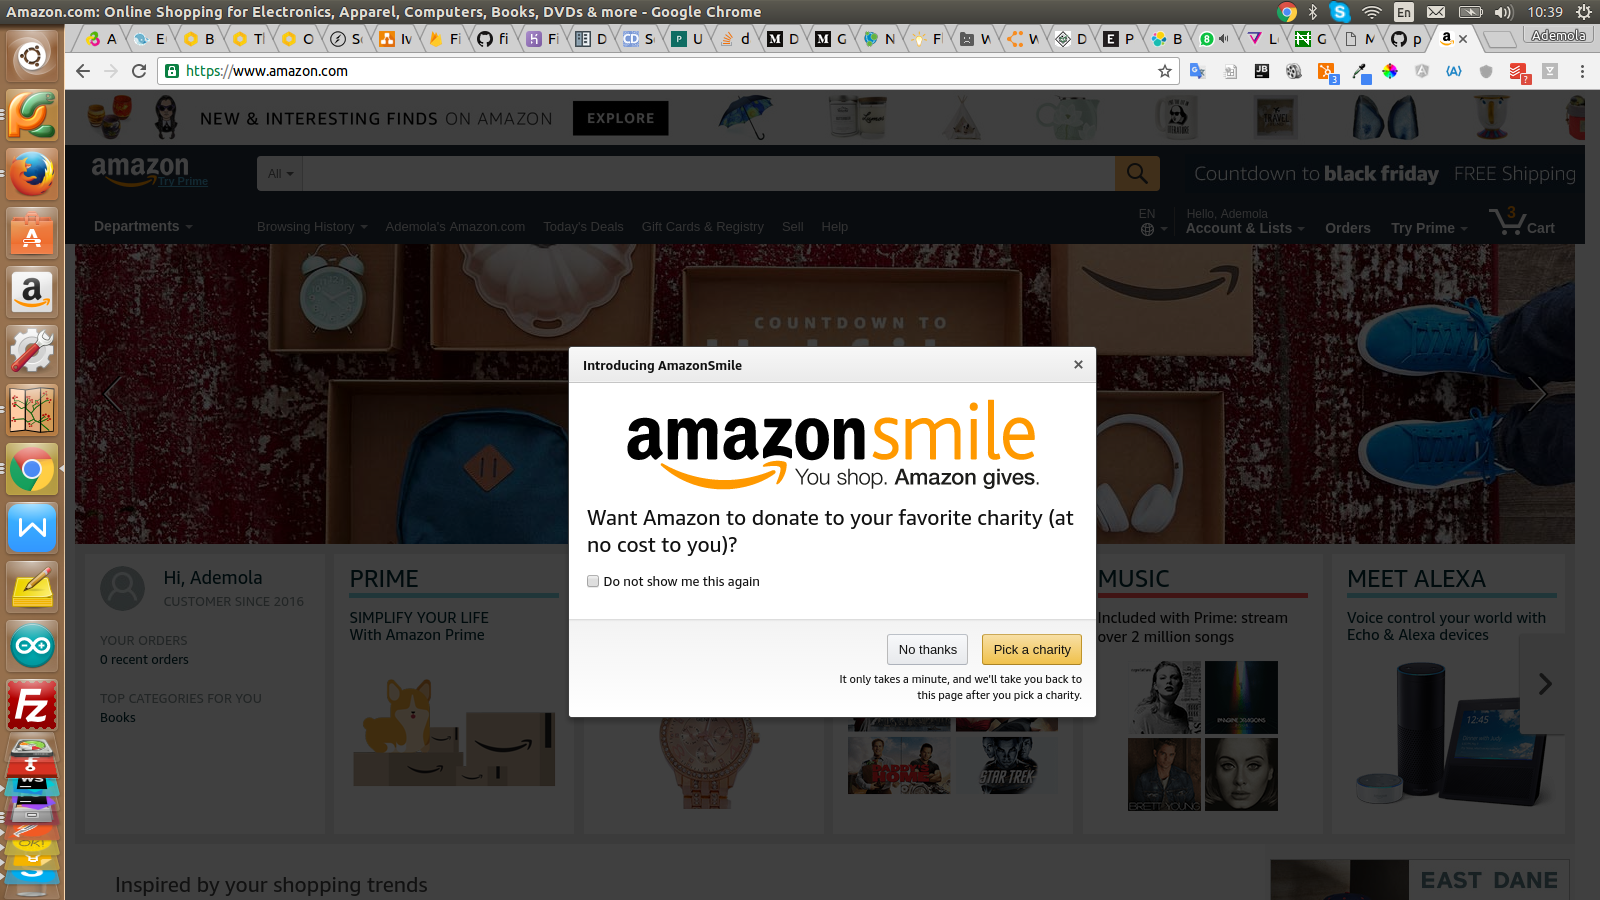 Amazon.com: Online Shopping for Electronics, Apparel, Computers, Books, DVDs & more - Google Chrome
En
10:39
Ademola
https://www.amazon.com
NEW & INTERESTING FINDS ON AMAZON
EXPLORE
amazon
Try Prime
All
Countdown to black friday FREE Shipping
Departments
Browsing History
Ademola's Amazon.com
Today's Deals
Gift Cards & Registry
Sell
Help
EN
Hello, Ademola
Account & Lists
Orders
Try Prime
3
Cart
COUNTDOWN TO
Introducing AmazonSmile
amazonsmile
You shop. Amazon gives.
Want Amazon to donate to your favorite charity (at
no cost to you)?
Do not show me this again
No thanks
Pick a charity
It only takes a minute, and we'll take you back to
this page after you pick a charity.
Hi, Ademola
CUSTOMER SINCE 2016
YOUR ORDERS
0 recent orders
TOP CATEGORIES FOR YOU
Books
PRIME
SIMPLIFY YOUR LIFE
With Amazon Prime
MUSIC
Included with Prime: stream
over 2 million songs
IMAGINE DRAGONS
BRETT YOUNG
STAR TREK
MEET ALEXA
Voice control your world with
Echo & Alexa devices
12:45
Inspired by your shopping trends
EAST DANE